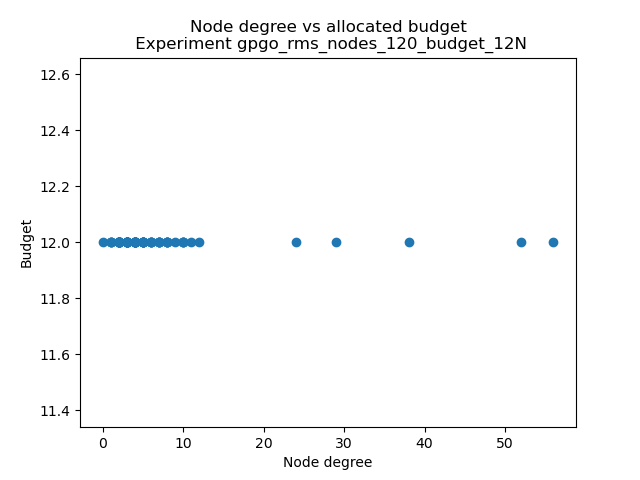 Node degree vs allocated budget
Experiment gpgo_rms_nodes_120_budget_12N
12.6
12.4
12.2
12.0
11.8
11.6
11.4
Budget
0 10 20 30 40 50
Node degree